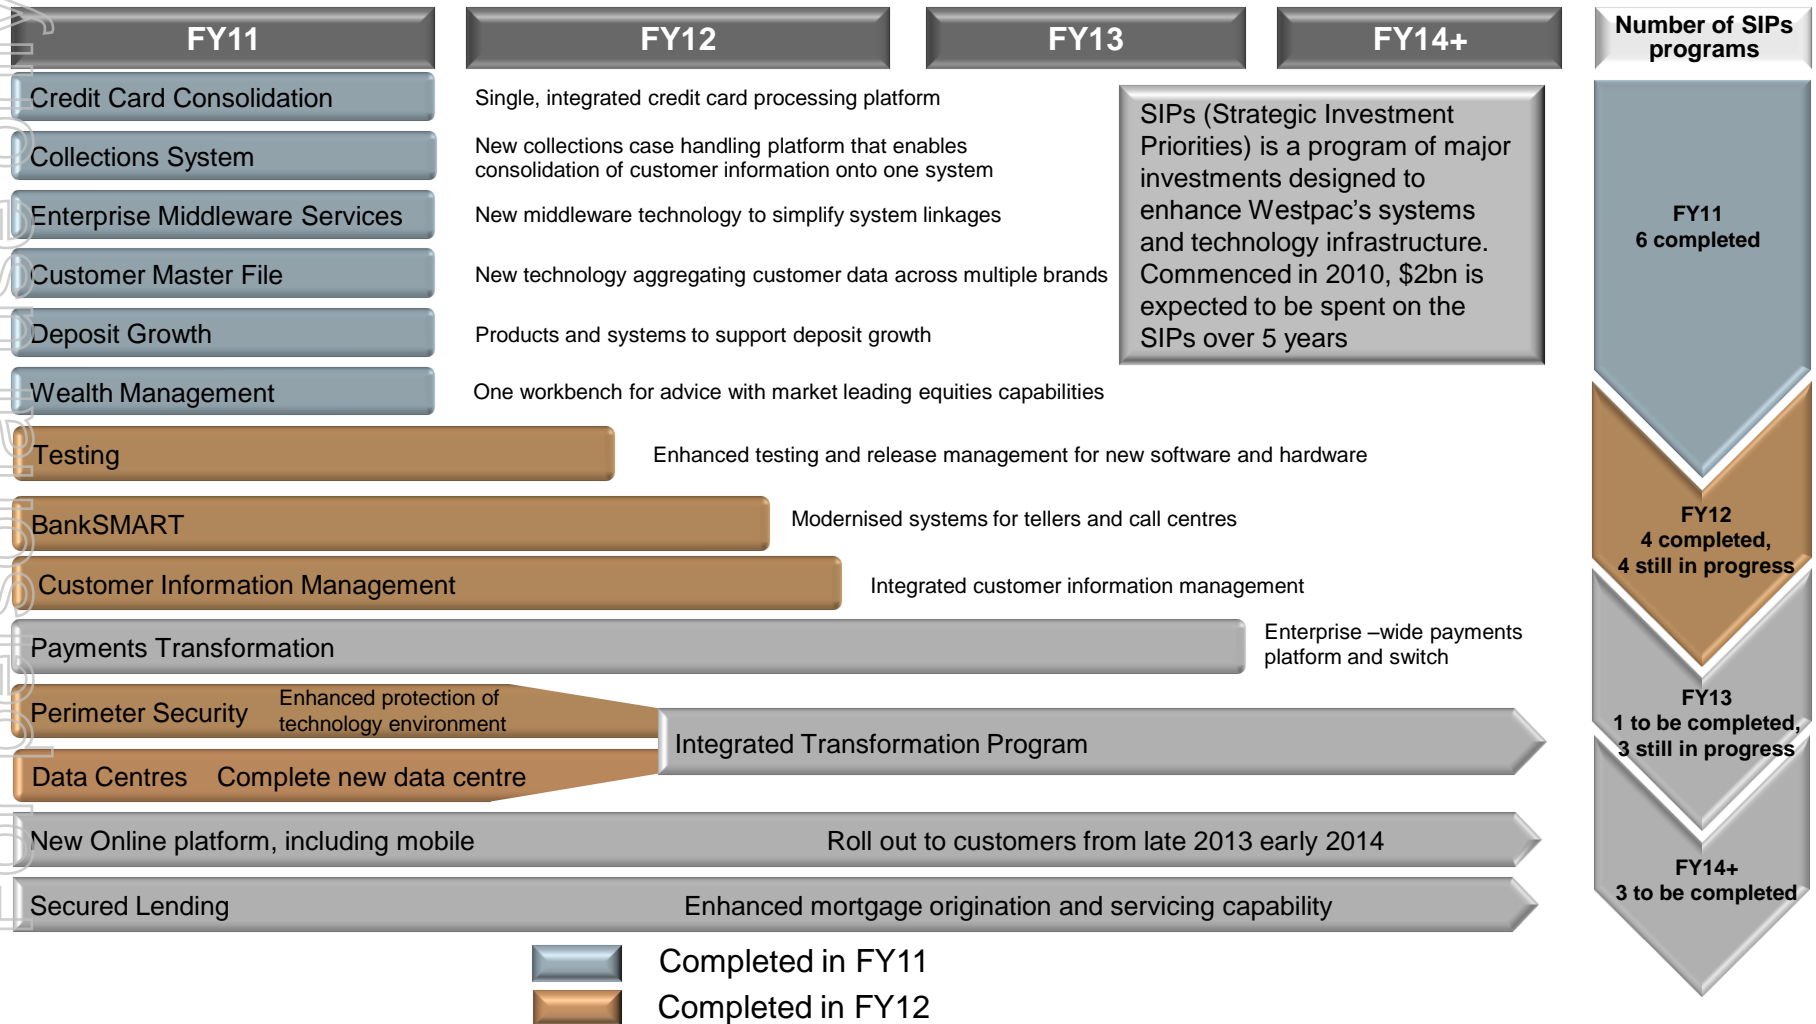 FY11
FY12
FY13
FY14+
Number of SIPs
programs
Credit Card Consolidation
Single, integrated credit card processing platform
Collections System
New collections case handling platform that enables
consolidation of customer information onto one system
Enterprise Middleware Services
New middleware technology to simplify system linkages
Customer Master File
New technology aggregating customer data across multiple brands
Deposit Growth
Products and systems to support deposit growth
Wealth Management
One workbench for advice with market leading equities capabilities
SIPs (Strategic Investment
Priorities) is a program of major
investments designed to
enhance Westpac's systems
and technology infrastructure.
Commenced in 2010, $2bn is
expected to be spent on the
SIPs over 5 years
FY11
6 completed
Testing
Enhanced testing and release management for new software and hardware
BankSMART
Modernised systems for tellers and call centres
Customer Information Management
Integrated customer information management
FY12
4 completed,
4 still in progress
Payments Transformation
Enterprise –wide payments
platform and switch
Perimeter Security
Enhanced protection of
technology environment
Data Centres
Complete new data centre
Integrated Transformation Program
FY13
1 to be completed,
3 still in progress
New Online platform, including mobile
Roll out to customers from late 2013 early 2014
Secured Lending
Enhanced mortgage origination and servicing capability
FY14+
3 to be completed
Completed in FY11
Completed in FY12
For personal use only